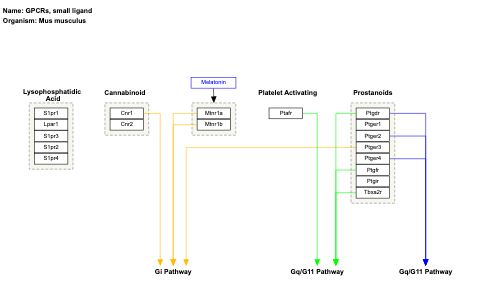 Name: GPCRs, small ligand
Organism: Mus musculus
Melatonin
Lysophosphatidic
Acid
Cannabinoid
Platelet Activating
Prostanoids
S1pr1
Lpar1
S1pr3
S1pr2
S1pr4
Cnr1
Cnr2
Mtnr1a
Mtnr1b
Ptafr
Ptgdr
Ptger1
Ptger2
Ptger3
Ptger4
Ptgfr
Ptgir
Tbxa2r
Gi Pathway
Gq/G11 Pathway
Gq/G11 Pathway